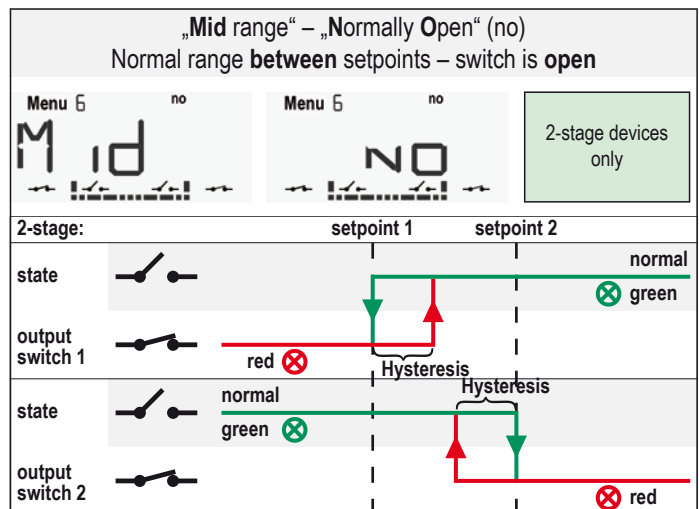 „Mid range“ – „Normally Open“ (no)
Normal range between setpoints – switch is open
Menu 6 no
Mid
Menu 6 no
NO
2-stage devices
only
2-stage: setpoint 1 setpoint 2
state
normal
green
output
switch 1
red
Hysteresis
Hysteresis
state
normal
green
output
switch 2
red